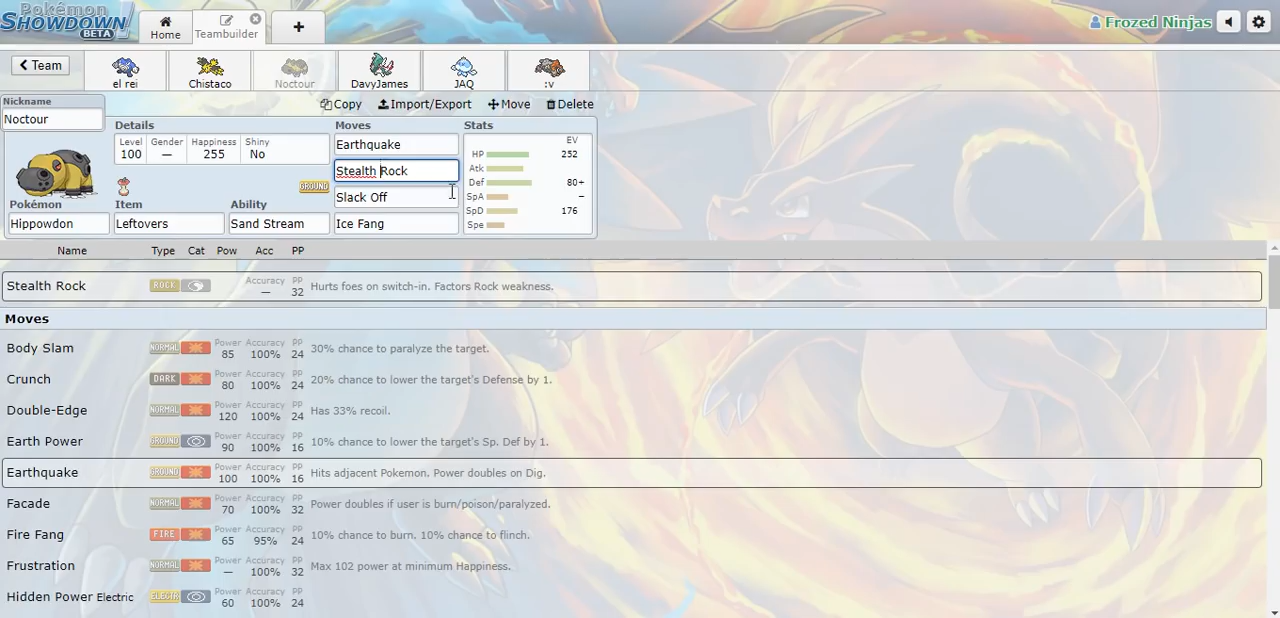 Pokémon
SHOWDOWN
BETA
Home
Teambuilder
+
Frozed Ninjas
Team
el rei
Chistaco
Noctour
DavyJames
JAQ
:v
Copy
Import/Export
Move
Delete
Nickname
Noctour
Details
Level
100
Gender
—
Happiness
255
Shiny
No
GROUND
Pokémon
Hippowdon
Item
Leftovers
Ability
Sand Stream
Moves
Earthquake
Stealth Rock
Slack Off
Ice Fang
Stats
EV
HP 252
Atk
Def 80+
SpA –
SpD 176
Spe
Name Type Cat Pow Acc PP
Stealth Rock ROCK Accuracy — PP 32 Hurts foes on switch-in. Factors Rock weakness.
Moves
Body Slam NORMAL Power 85 Accuracy 100% PP 24 30% chance to paralyze the target.
Crunch DARK Power 80 Accuracy 100% PP 24 20% chance to lower the target's Defense by 1.
Double-Edge NORMAL Power 120 Accuracy 100% PP 24 Has 33% recoil.
Earth Power GROUND Power 90 Accuracy 100% PP 16 10% chance to lower the target's Sp. Def by 1.
Earthquake GROUND Power 100 Accuracy 100% PP 16 Hits adjacent Pokemon. Power doubles on Dig.
Facade NORMAL Power 70 Accuracy 100% PP 32 Power doubles if user is burn/poison/paralyzed.
Fire Fang FIRE Power 65 Accuracy 95% PP 24 10% chance to burn. 10% chance to flinch.
Frustration NORMAL Power — Accuracy 100% PP 32 Max 102 power at minimum Happiness.
Hidden Power Electric ELECTR Power 60 Accuracy 100% PP 24